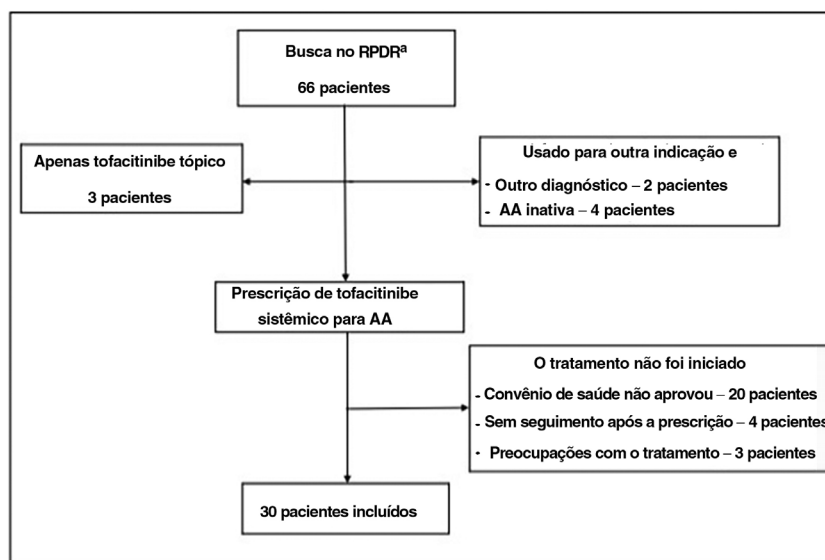 Busca no RPDRª
66 pacientes
Apenas tofacitinibe tópico
3 pacientes
Usado para outra indicação e
- Outro diagnóstico – 2 pacientes
- AA inativa – 4 pacientes
Prescrição de tofacitinibe
sistêmico para AA
O tratamento não foi iniciado
- Convênio de saúde não aprovou – 20 pacientes
- Sem seguimento após a prescrição – 4 pacientes
- Preocupações com o tratamento – 3 pacientes
30 pacientes incluídos